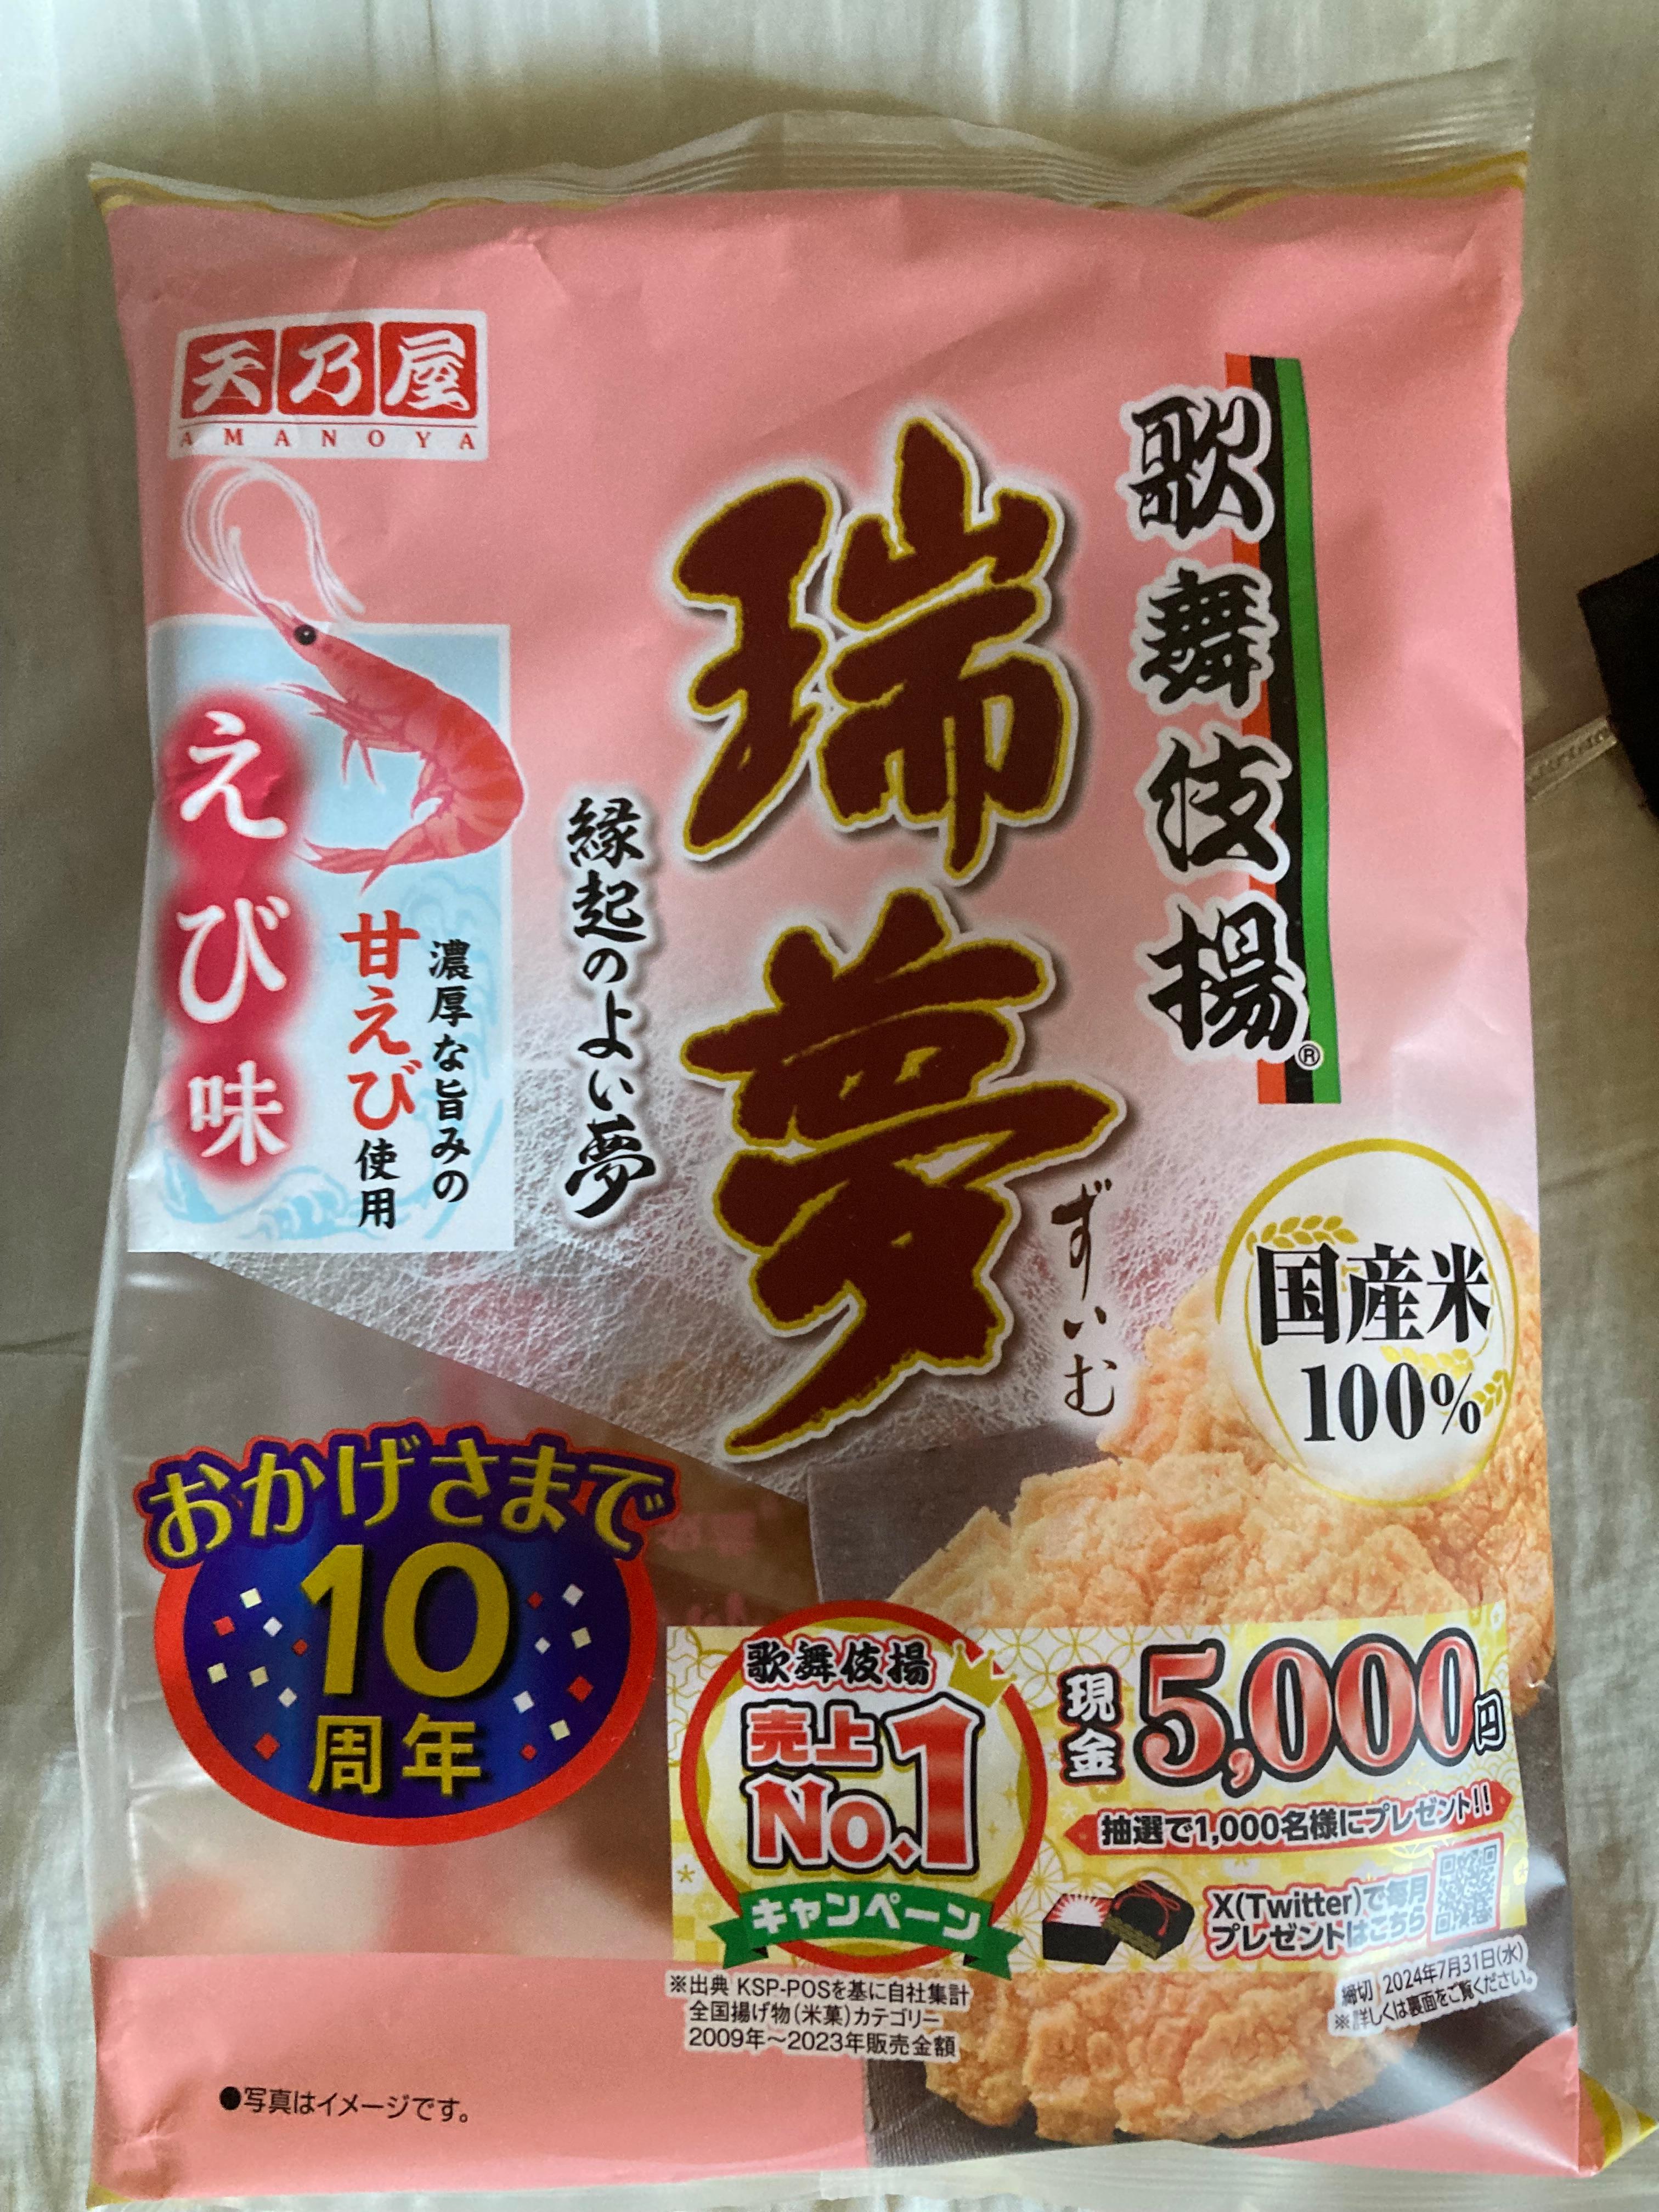 天乃屋
AMANOYA
歌舞伎揚®
瑞夢
ずいむ
縁起のよい夢
えび味
濃厚な旨みの
甘えび使用
国産米
100%
おかげさまで
10
周年
歌舞伎揚
売上
No.1
キャンペーン
現金5,000円
抽選で1,000名様にプレゼント!!
X(Twitter)で毎月
プレゼントはこちら
締切 2024年7月31日(水)
※詳しくは裏面をご覧ください。
※出典 KSP-POSを基に自社集計
全国揚げ物(米菓)カテゴリー
2009年〜2023年販売金額
●写真はイメージです。